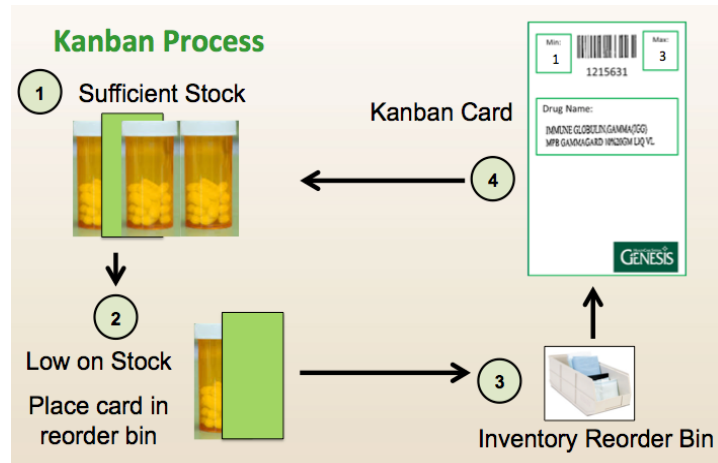 Kanban Process
1
Sufficient Stock
Kanban Card
Min:
1
1215631
Max:
3
Drug Name:
IMMUNE GLOBULIN,GAMMA(IGG)
MPB GAMMAGARD 10%20GM LIQ VL
GENESIS
4
2
Low on Stock
Place card in
reorder bin
3
Inventory Reorder Bin